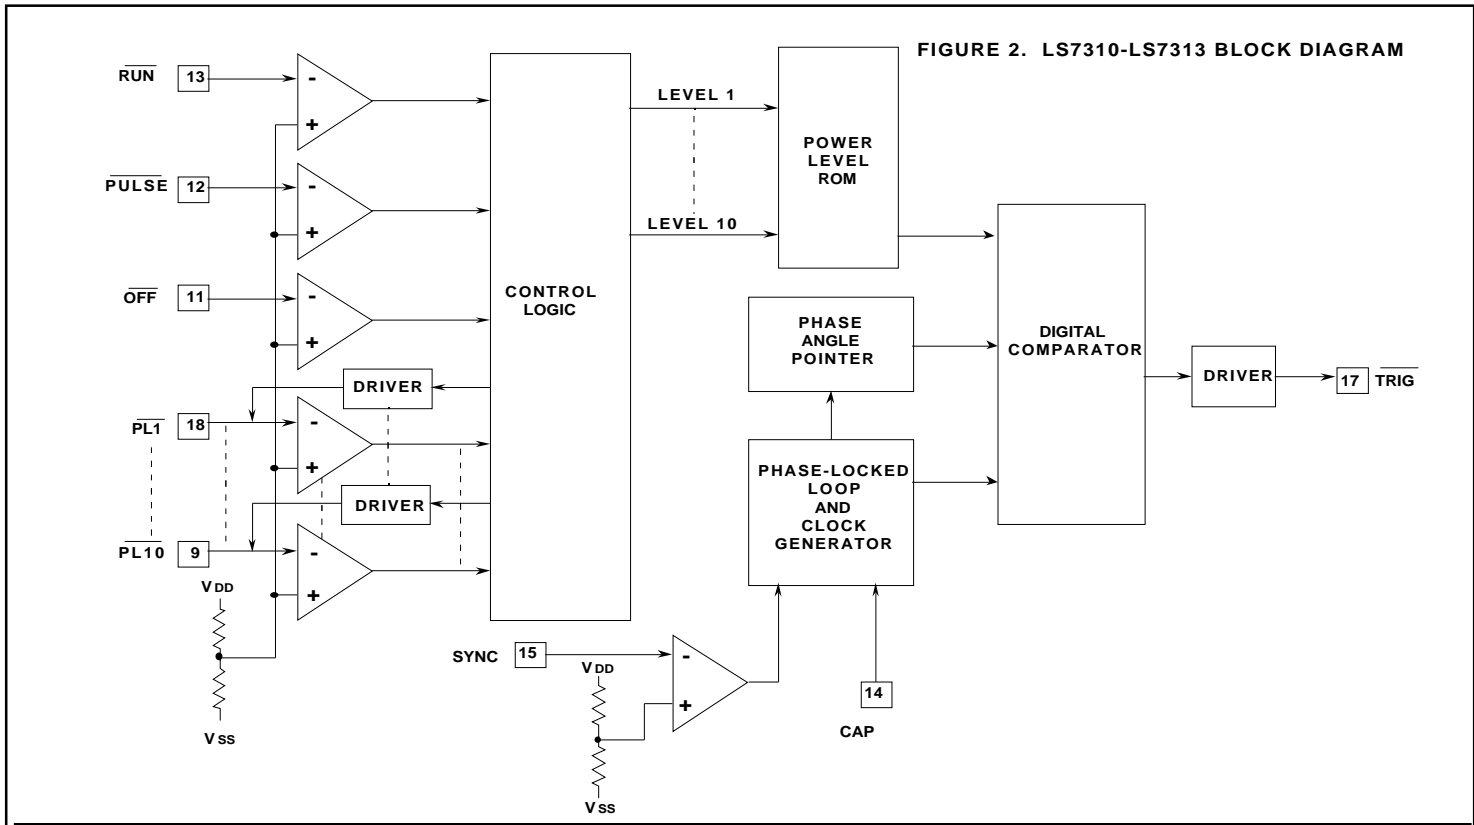 FIGURE 2. LS7310-LS7313 BLOCK DIAGRAM
RUN 13
-
+
PULSE 12
-
+
OFF 11
-
+
DRIVER
PL1 18
-
+
DRIVER
PL10 9
-
+
VDD
VSS
CONTROL
LOGIC
LEVEL 1
LEVEL 10
POWER
LEVEL
ROM
PHASE
ANGLE
POINTER
PHASE-LOCKED
LOOP
AND
CLOCK
GENERATOR
DIGITAL
COMPARATOR
DRIVER
17 TRIG
SYNC 15
-
+
VDD
VSS
14
CAP